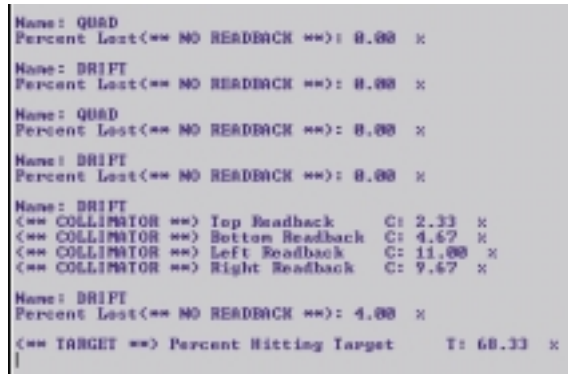 Name: QUAD
Percent Lost(** NO READBACK **): 0.00 %
Name: DRIFT
Percent Lost(** NO READBACK **): 0.00 %
Name: QUAD
Percent Lost(** NO READBACK **): 0.00 %
Name: DRIFT
Percent Lost(** NO READBACK **): 0.00 %
Name: DRIFT
(** COLLIMATOR **) Top Readback C: 2.33 %
(** COLLIMATOR **) Bottom Readback C: 4.67 %
(** COLLIMATOR **) Left Readback C: 11.00 %
(** COLLIMATOR **) Right Readback C: 9.67 %
Name: DRIFT
Percent Lost(** NO READBACK **): 4.00 %
(** TARGET **) Percent Hitting Target T: 68.33 %